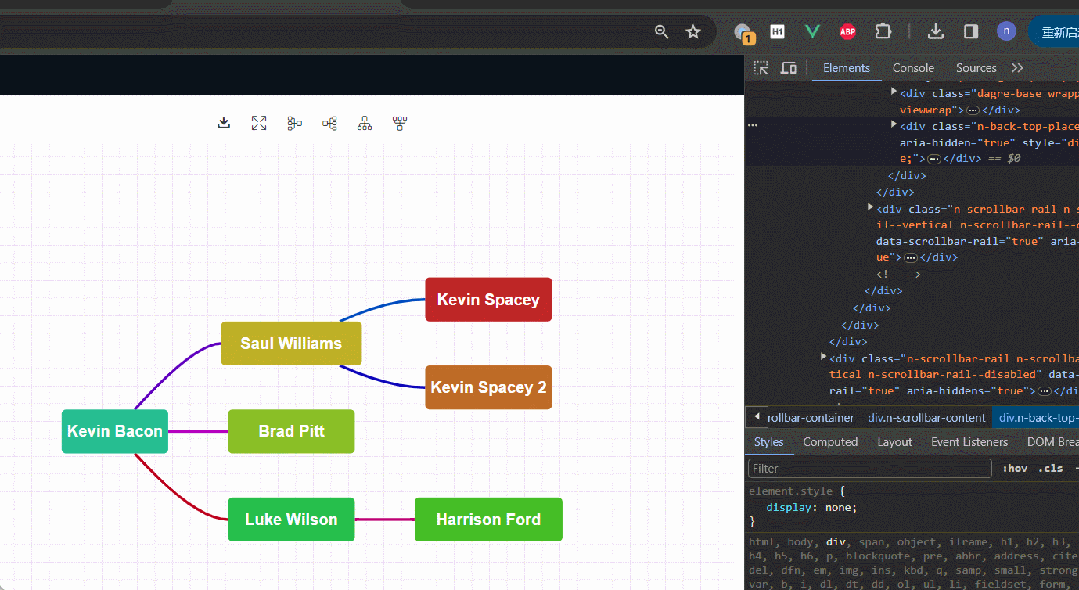 1
H1
ABP
n
重新启
Elements
Console
Sources
<div class="dagre-base wrapp
viewwrap">…</div>
<div class="n-back-top-place
aria-hidden="true" style="di
e;">…</div> == $0
</div>
</div>
<div class="n-scrollbar-rail n-s
il--vertical n-scrollbar-rail--d
data-scrollbar-rail="true" aria-
ue">…</div>
<!-- -->
</div>
</div>
</div>
</div>
<div class="n-scrollbar-rail n-scrollba
tical n-scrollbar-rail--disabled" data-
rail="true" aria-hiddens="true">…</di
rollbar-container
div.n-scrollbar-content
div.n-back-top-
Styles
Computed
Layout
Event Listeners
DOM Brea
Filter
:hov
.cls
element.style {
display: none;
}
html, body, div, span, object, iframe, h1, h2, h3,
h4, h5, h6, p, blockquote, pre, abbr, address, cite
del, dfn, em, img, ins, kbd, q, samp, small, strong
var, b, i, dl, dt, dd, ol, ul, li, fieldset, form,
Kevin Spacey
Saul Williams
Kevin Spacey 2
Kevin Bacon
Brad Pitt
Luke Wilson
Harrison Ford